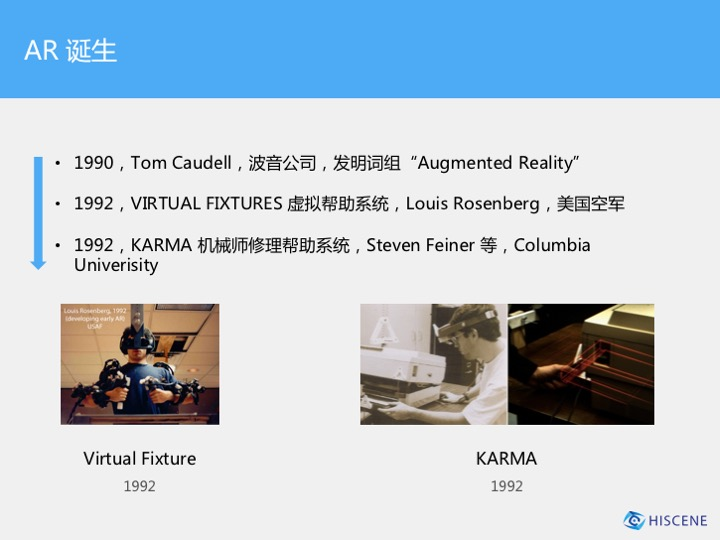 AR 诞生
• 1990，Tom Caudell，波音公司，发明词组“Augmented Reality”
• 1992，VIRTUAL FIXTURES 虚拟帮助系统，Louis Rosenberg，美国空军
• 1992，KARMA 机械师修理帮助系统，Steven Feiner 等，Columbia
Univerisity
Louis Rosenberg, 1992
(developing early AR)
USAF
Virtual Fixture
KARMA
1992
1992
HISCENE